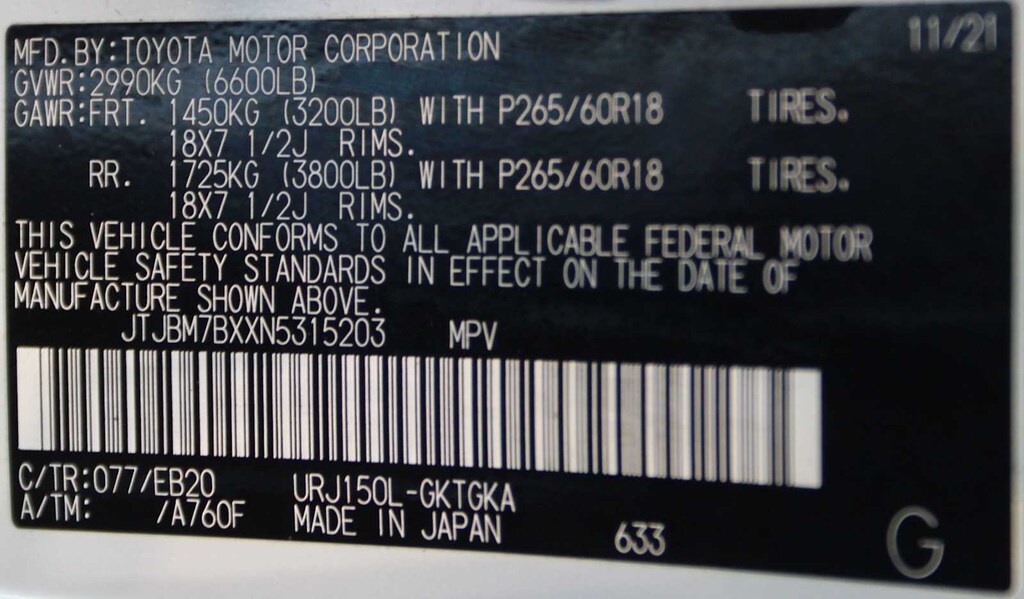 11/21
MFD. BY: TOYOTA MOTOR CORPORATION
GVWR: 2990KG (6600LB)
GAWR: FRT. 1450KG (3200LB) WITH P265/60R18 TIRES.
18X7 1/2J RIMS.
RR. 1725KG (3800LB) WITH P265/60R18 TIRES.
18X7 1/2J RIMS.
THIS VEHICLE CONFORMS TO ALL APPLICABLE FEDERAL MOTOR
VEHICLE SAFETY STANDARDS IN EFFECT ON THE DATE OF
MANUFACTURE SHOWN ABOVE.
JTJBM7BXXN5315203 MPV
C/TR: 077/EB20 URJ150L-GKTGKA
A/TM: /A760F MADE IN JAPAN 633
G